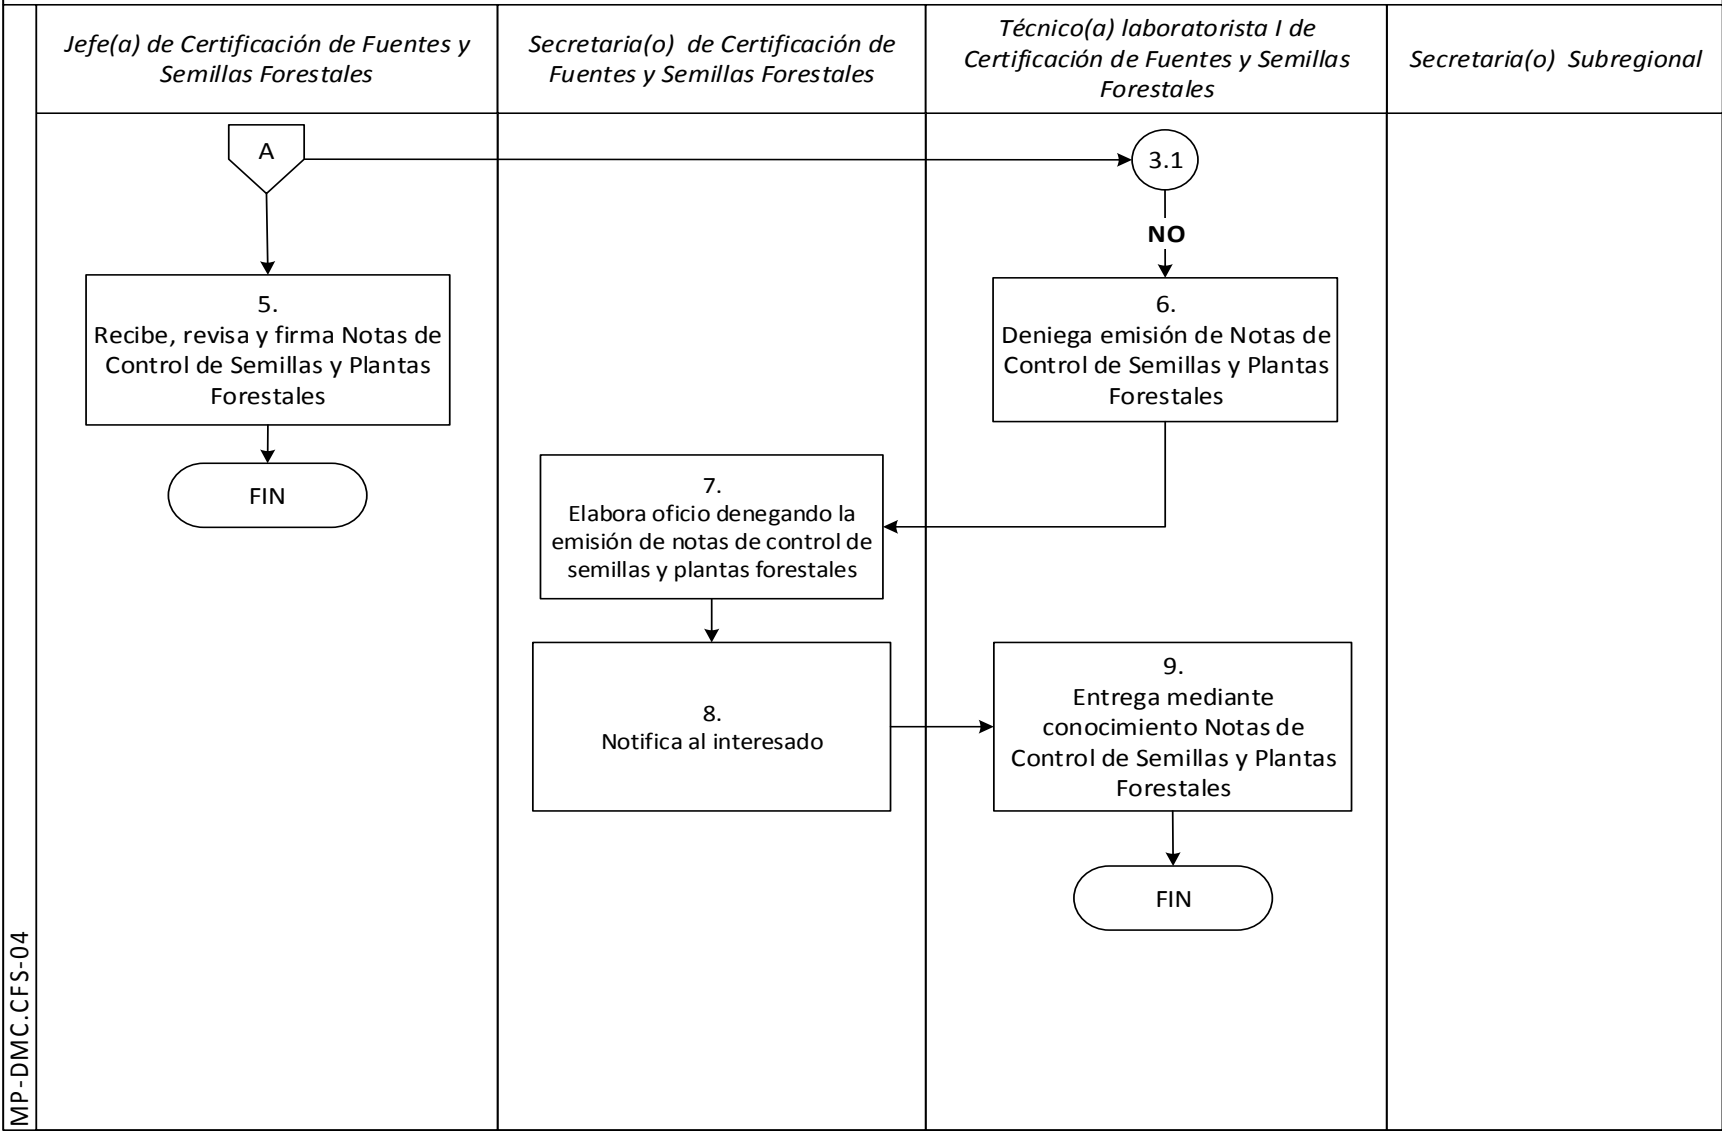 Jefe(a) de Certificación de Fuentes y
Semillas Forestales
Secretaria(o) de Certificación de
Fuentes y Semillas Forestales
Técnico(a) laboratorista I de
Certificación de Fuentes y Semillas
Forestales
Secretaria(o) Subregional
A
3.1
NO
5.
Recibe, revisa y firma Notas de
Control de Semillas y Plantas
Forestales
6.
Deniega emisión de Notas de
Control de Semillas y Plantas
Forestales
FIN
7.
Elabora oficio denegando la
emisión de notas de control de
semillas y plantas forestales
8.
Notifica al interesado
9.
Entrega mediante
conocimiento Notas de
Control de Semillas y Plantas
Forestales
FIN
MP-DMC.CFS-04